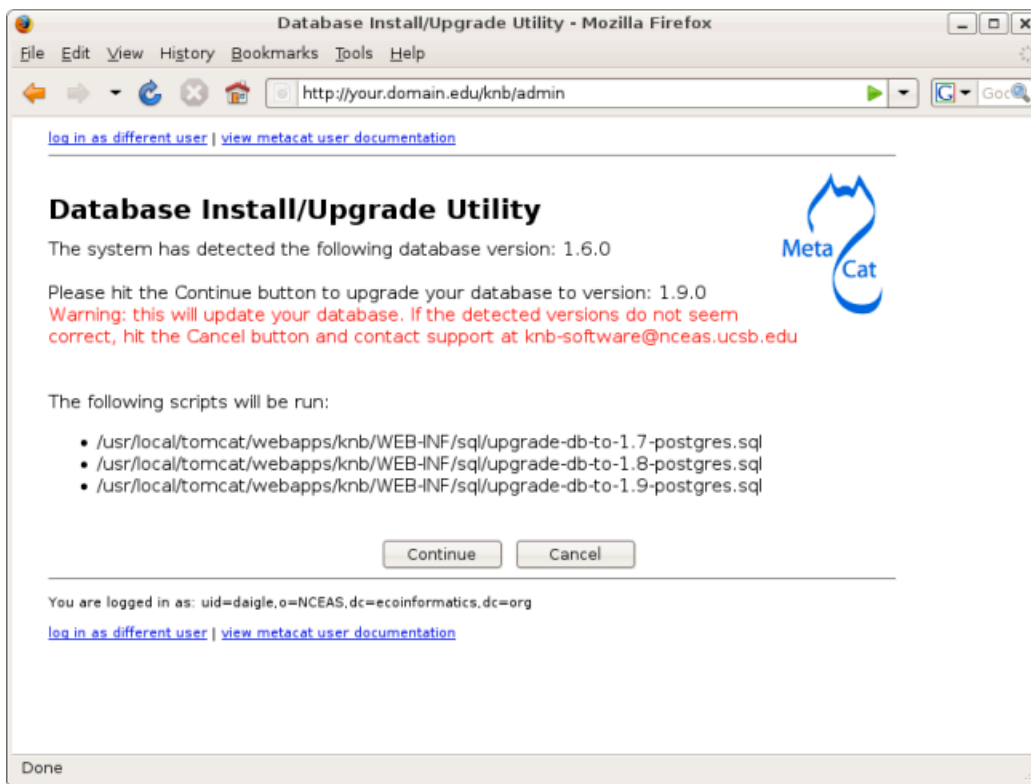 Database Install/Upgrade Utility - Mozilla Firefox
File Edit View History Bookmarks Tools Help
http://your.domain.edu/knb/admin G
log in as different user | view metacat user documentation
Database Install/Upgrade Utility
Meta
Cat
The system has detected the following database version: 1.6.0
Please hit the Continue button to upgrade your database to version: 1.9.0
Warning: this will update your database. If the detected versions do not seem
correct, hit the Cancel button and contact support at knb-software@nceas.ucsb.edu
The following scripts will be run:
• /usr/local/tomcat/webapps/knb/WEB-INF/sql/upgrade-db-to-1.7-postgres.sql
• /usr/local/tomcat/webapps/knb/WEB-INF/sql/upgrade-db-to-1.8-postgres.sql
• /usr/local/tomcat/webapps/knb/WEB-INF/sql/upgrade-db-to-1.9-postgres.sql
Continue Cancel
You are logged in as: uid=daigle,o=NCEAS,dc=ecoinformatics,dc=org
log in as different user | view metacat user documentation
Done